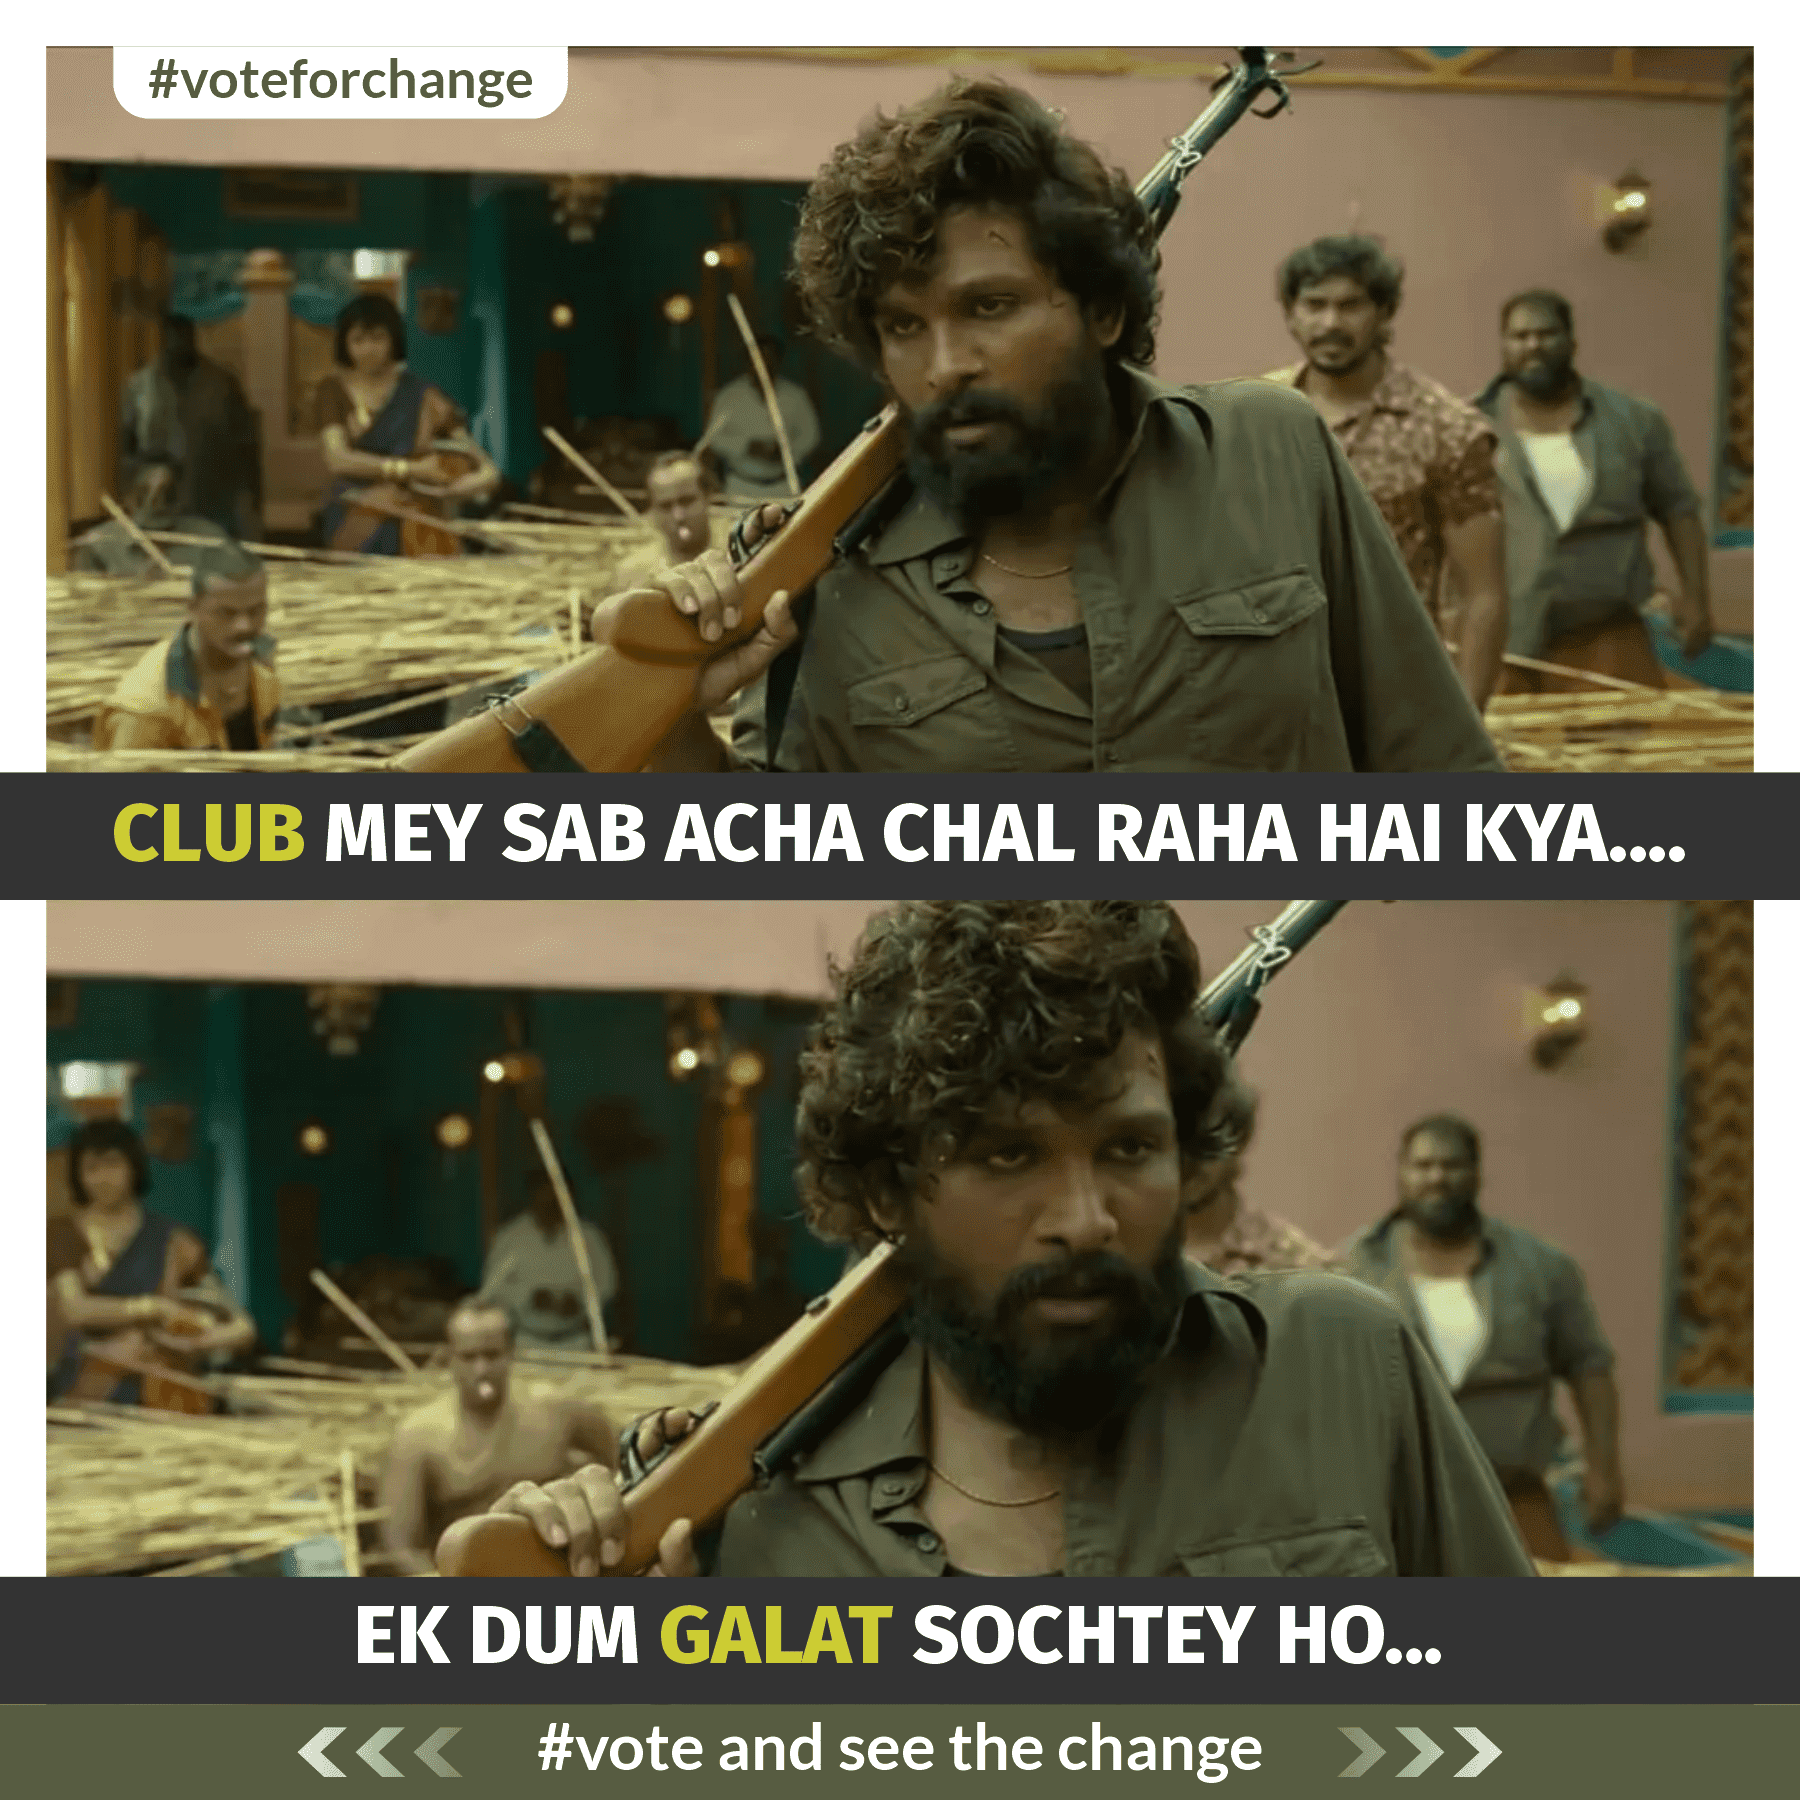 #voteforchange
CLUB MEY SAB ACHA CHAL RAHA HAI KYA....
EK DUM GALAT SOCHTEY HO...
#vote and see the change